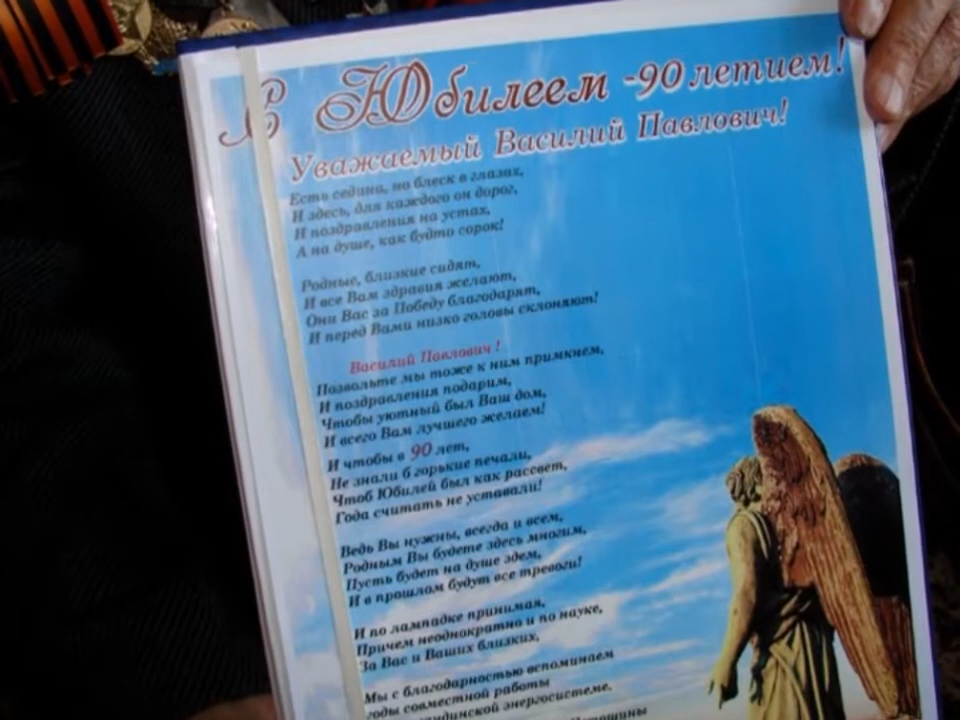 С Юбилеем -90 летием!
Уважаемый Василий Павлович!
Есть седина, но блеск в глазах,
И здесь, для каждого он дорог,
И поздравления на устах,
А на душе, как будто сорок!
Родные, близкие сидят,
И все Вам здравия желают,
Они Вас за Победу благодарят,
И перед Вами низко головы склоняют!
Василий Павлович !
Позвольте мы тоже к ним примкнем,
И поздравления подарим,
Чтобы уютный был Ваш дом,
И всего Вам лучшего желаем!
И чтобы в 90 лет,
Не знали б горькие печали,
Чтоб Юбилей был как рассвет,
Года считать не уставали!
Ведь Вы нужны, всегда и всем,
Родным Вы будете здесь многим,
Пусть будет на душе эдем,
И в прошлом будут все тревоги!
И по лампадке принимая,
Причем неоднократно и по науке,
За Вас и Ваших близких,
Мы с благодарностью вспоминаем
годы совместной работы
энергосистеме.